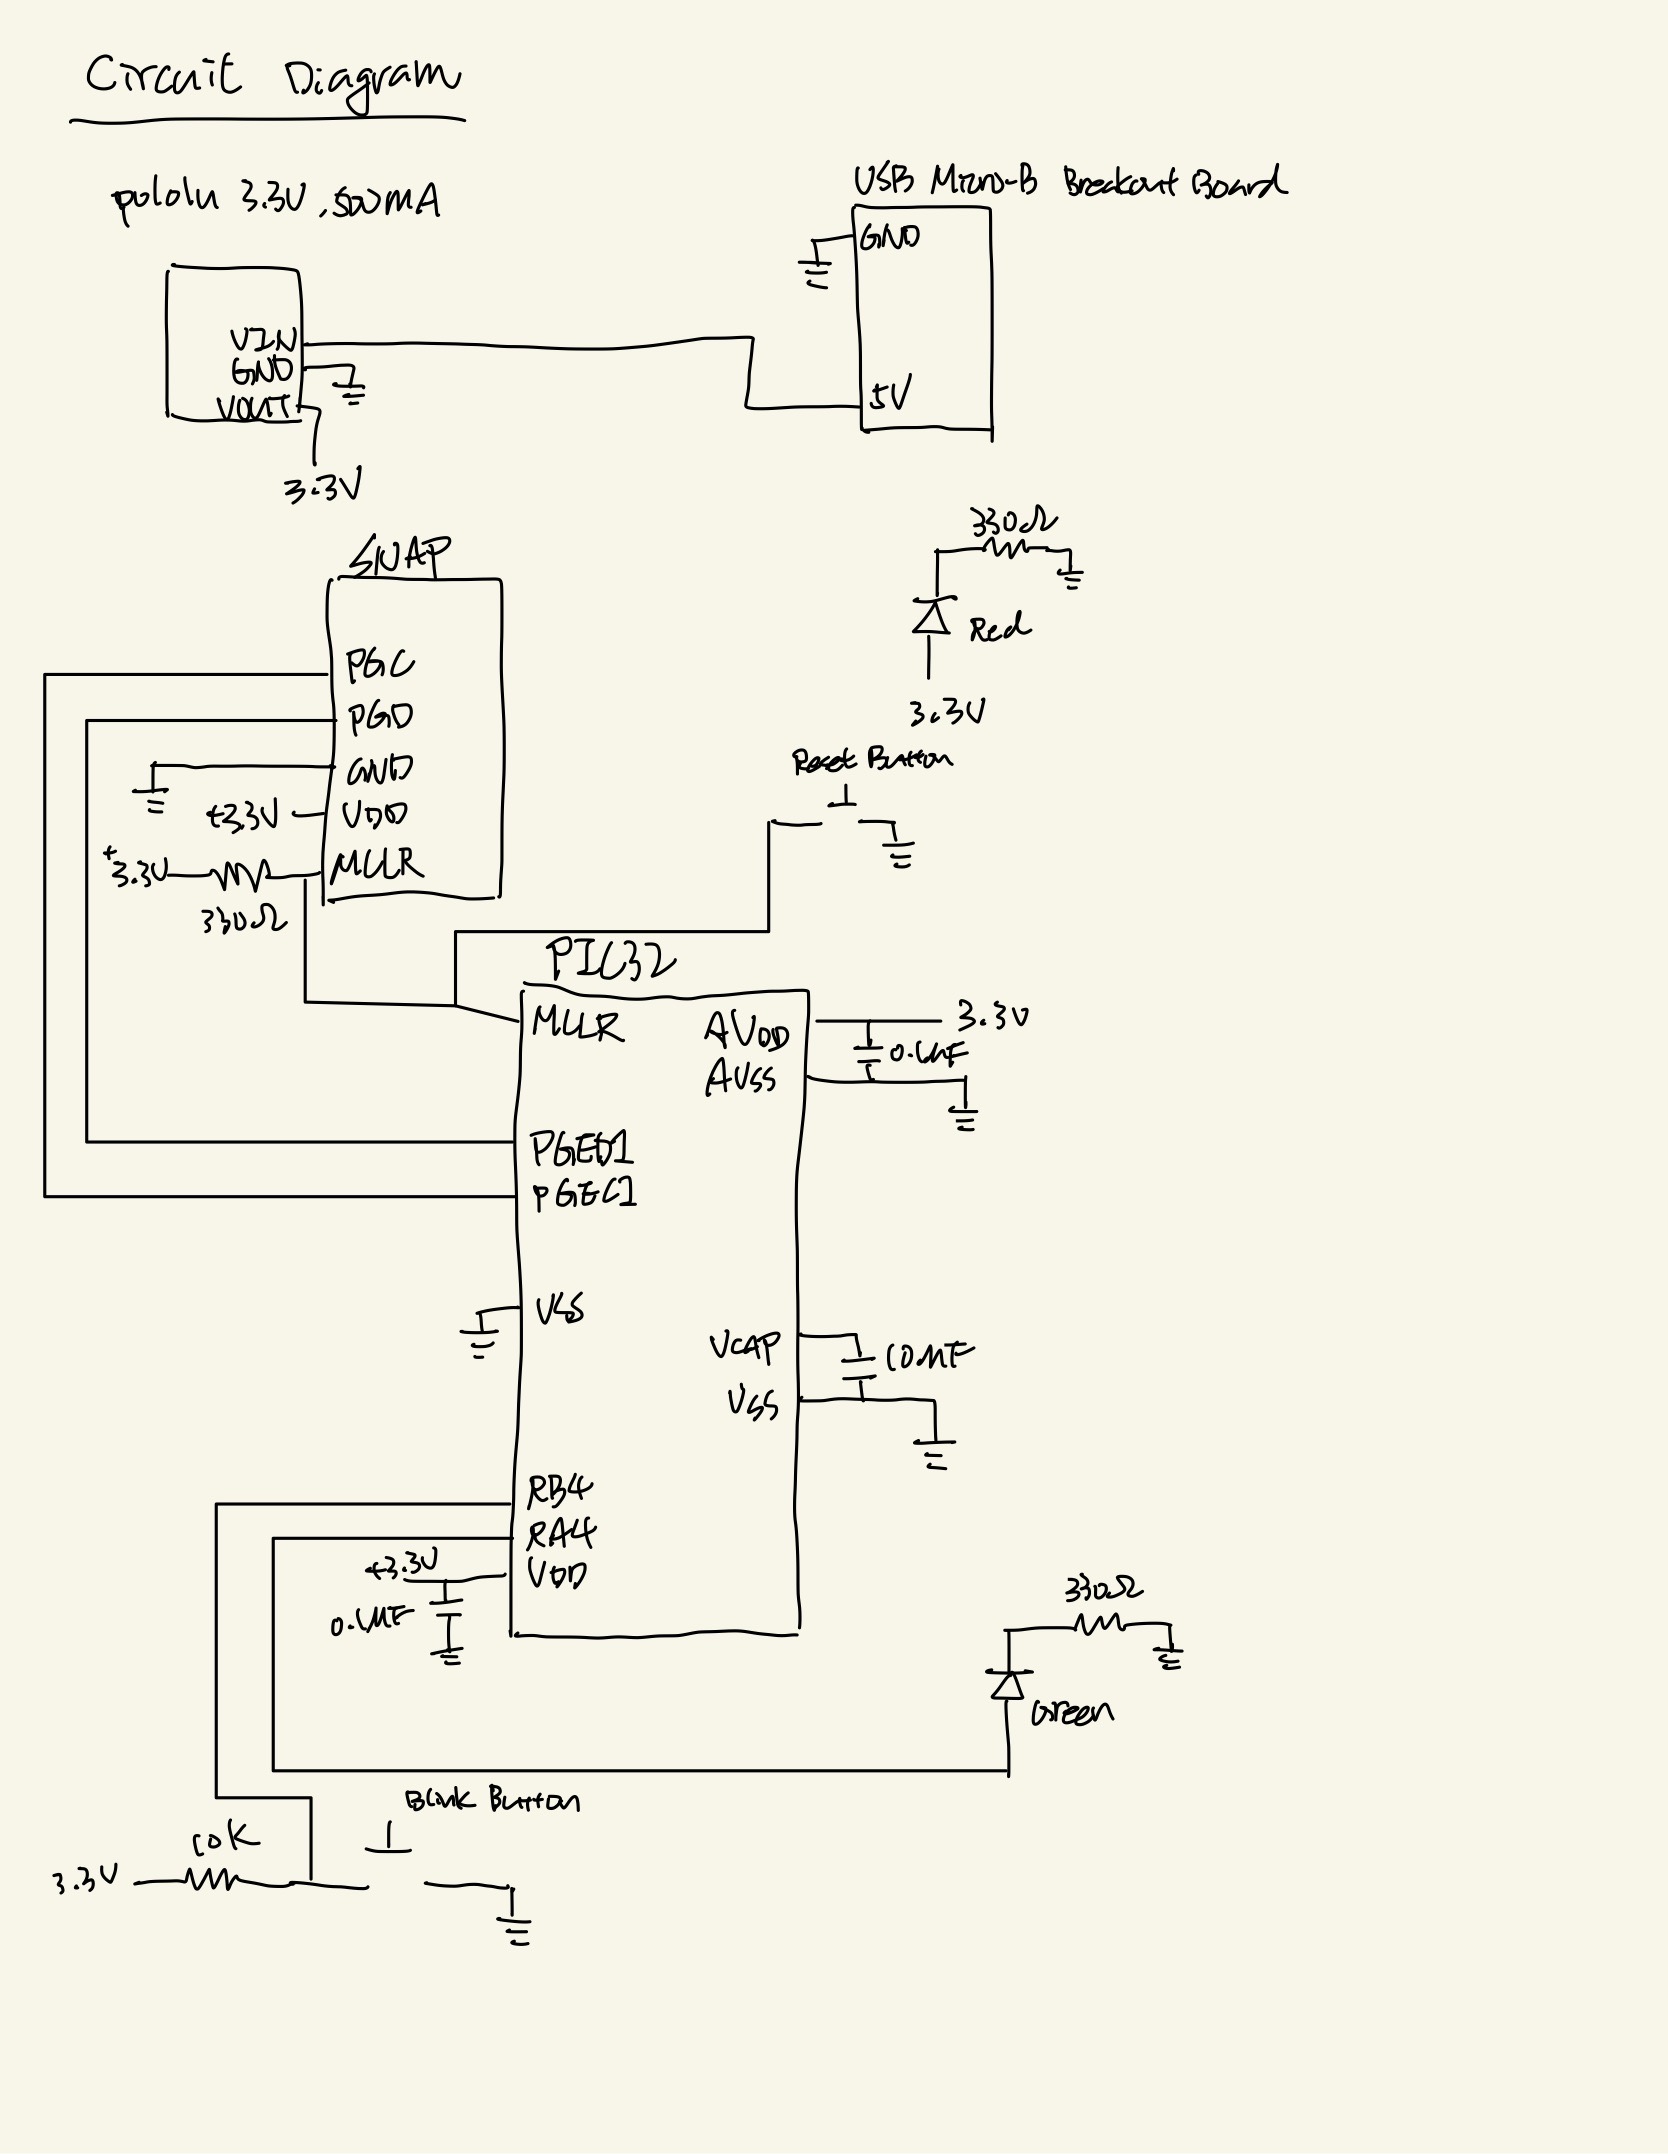 Circuit Diagram
pololu 3.3V, 500mA
USB Micro-B Breakout Board
GND
VIN
GND
VOUT
5V
3.3V
SNAP
330Ω
Red
3.3V
PGC
PGD
GND
+3.3V VDD
+3.3V MCLR
330Ω
Reset Button
PIC32
MCLR
AVDD
3.3V
0.1uF
AVSS
PGED1
PGEC1
VSS
VCAP
10MF
VSS
RB4
RA4
+3.3V
VDD
0.1MF
330Ω
Green
Blink Button
10K
3.3V